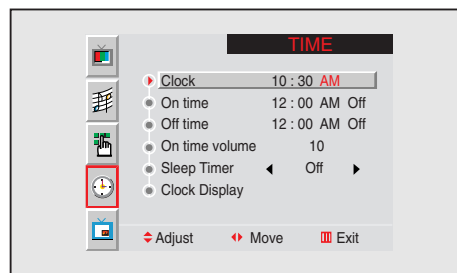 TIME
Clock 10 : 30 AM
On time 12 : 00 AM Off
Off time 12 : 00 AM Off
On time volume 10
Sleep Timer Off
Clock Display
Adjust Move Exit